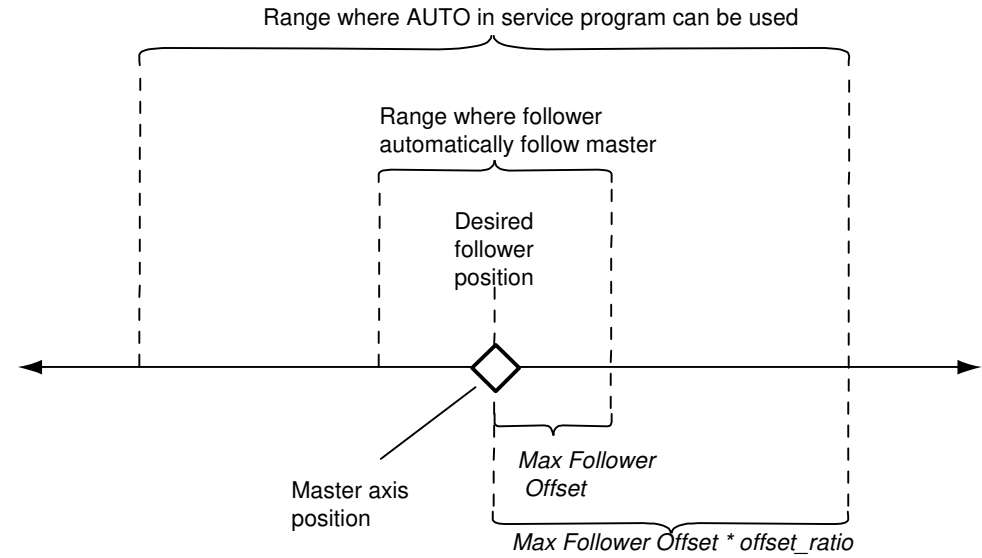 Range where AUTO in service program can be used
Range where follower
automatically follow master
Desired
follower
position
Max Follower
Offset
Master axis
position
Max Follower Offset * offset_ratio